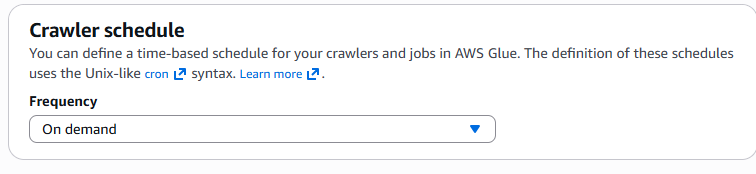 Crawler schedule
You can define a time-based schedule for your crawlers and jobs in AWS Glue. The definition of these schedules
uses the Unix-like cron syntax. Learn more.
Frequency
On demand